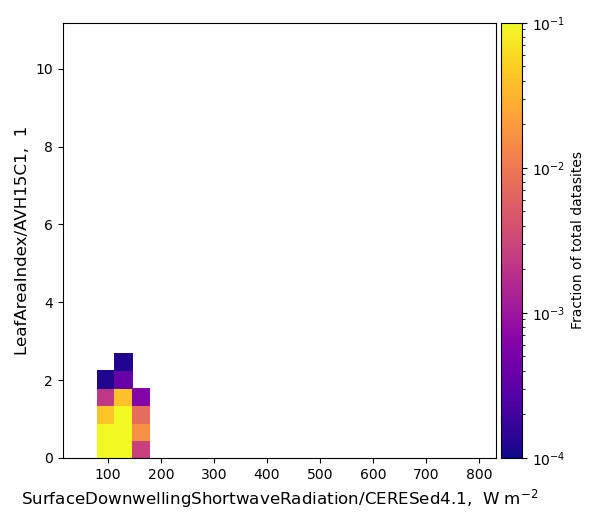 10
8
6
4
2
0
LeafAreaIndex/AVH15C1, 1
100 200 300 400 500 600 700 800
SurfaceDownwellingShortwaveRadiation/CERESed4.1, W m⁻²
10⁻¹
10⁻²
10⁻³
10⁻⁴
Fraction of total datasites